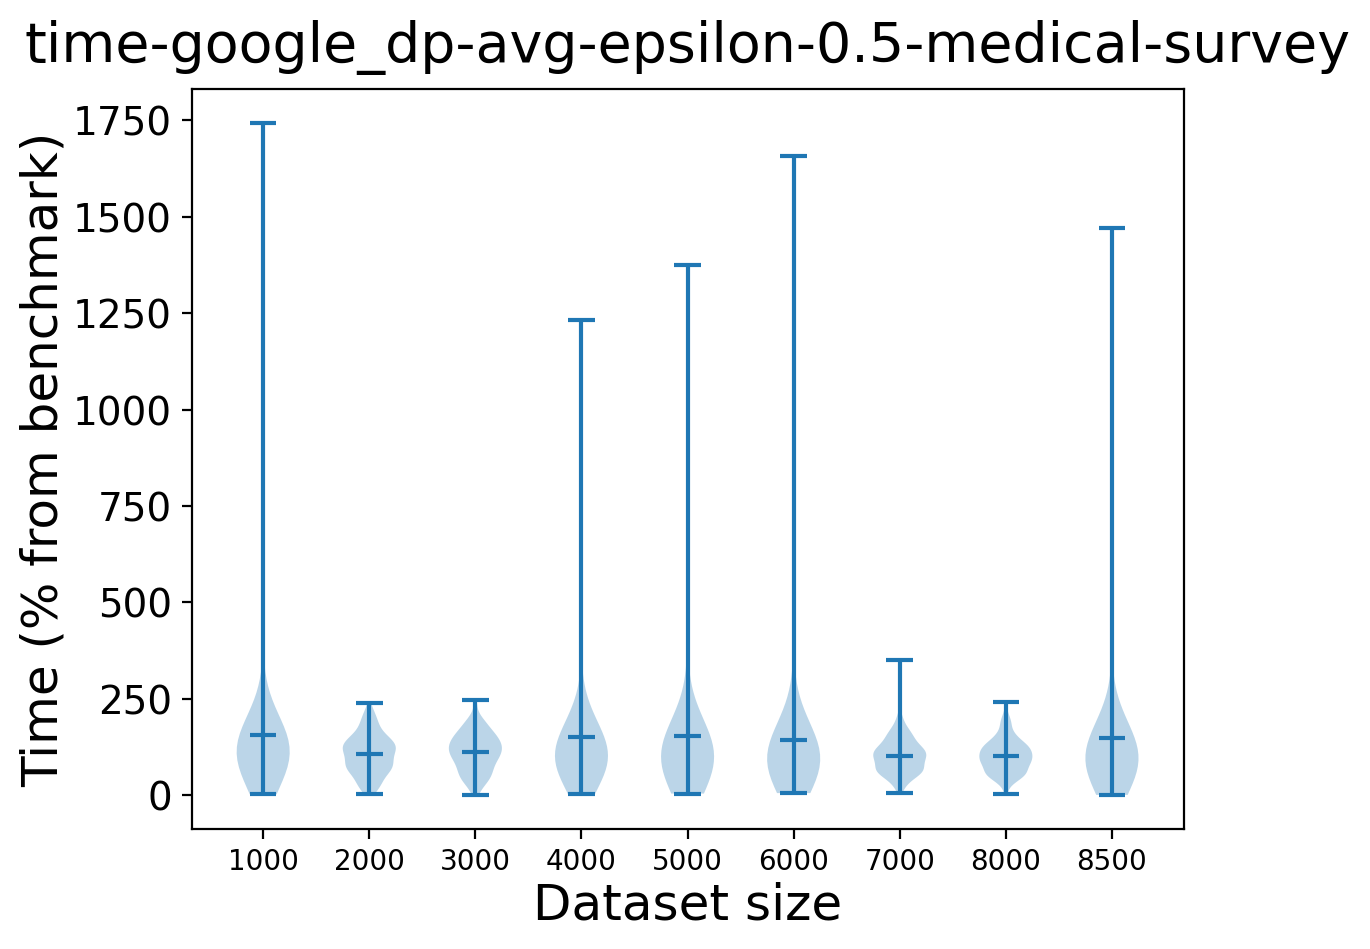 time-google_dp-avg-epsilon-0.5-medical-survey
Time (% from benchmark)
1750
1500
1250
1000
750
500
250
0
1000 2000 3000 4000 5000 6000 7000 8000 8500
Dataset size